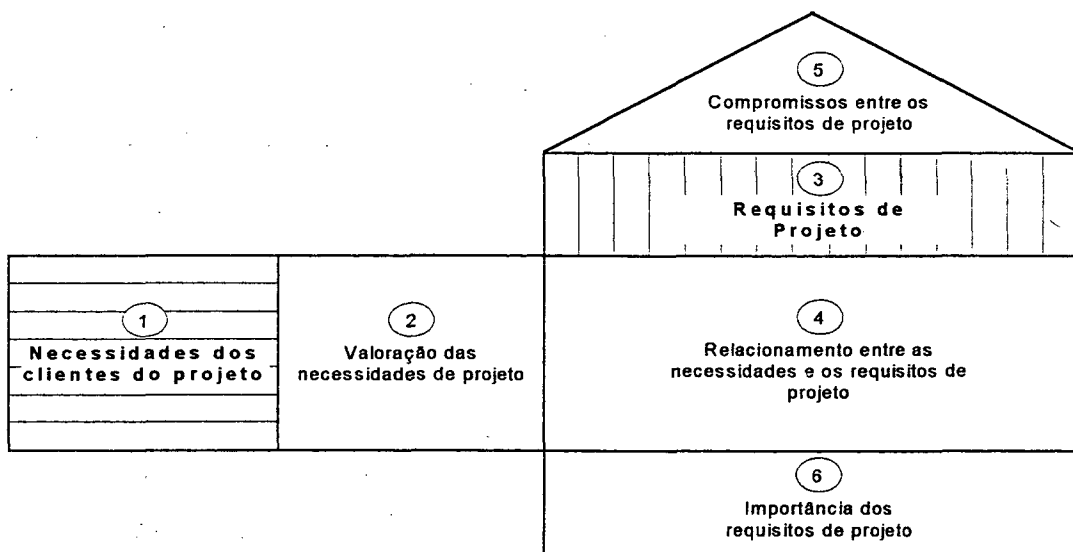 5
Compromissos entre os
requisitos de projeto
3
Requisitos de
Projeto
1
Necessidades dos
clientes do projeto
2
Valoração das
necessidades de projeto
4
Relacionamento entre as
necessidades e os requisitos de
projeto
6
Importância dos
requisitos de projeto